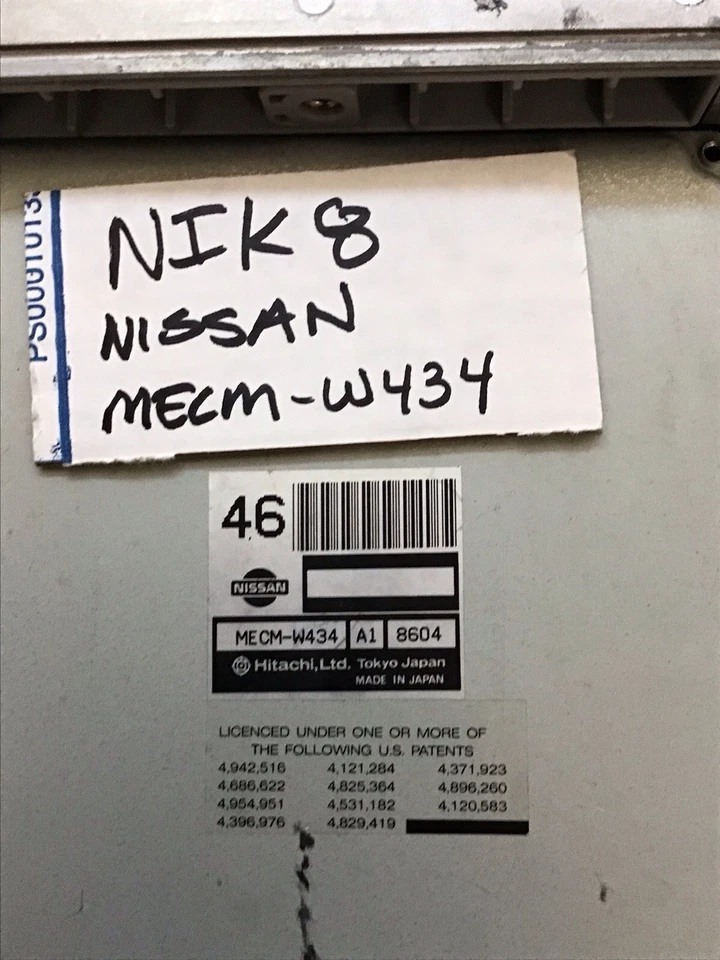 NIK 8
NISSAN
MECM-W434
46
NISSAN
MECM-W434 A1 8604
Hitachi,Ltd. Tokyo Japan
MADE IN JAPAN
LICENCED UNDER ONE OR MORE OF
THE FOLLOWING U.S. PATENTS
4,942,516 4,121,284 4,371,923
4,686,622 4,825,364 4,896,260
4,954,951 4,531,182 4,120,583
4,396,976 4,829,419